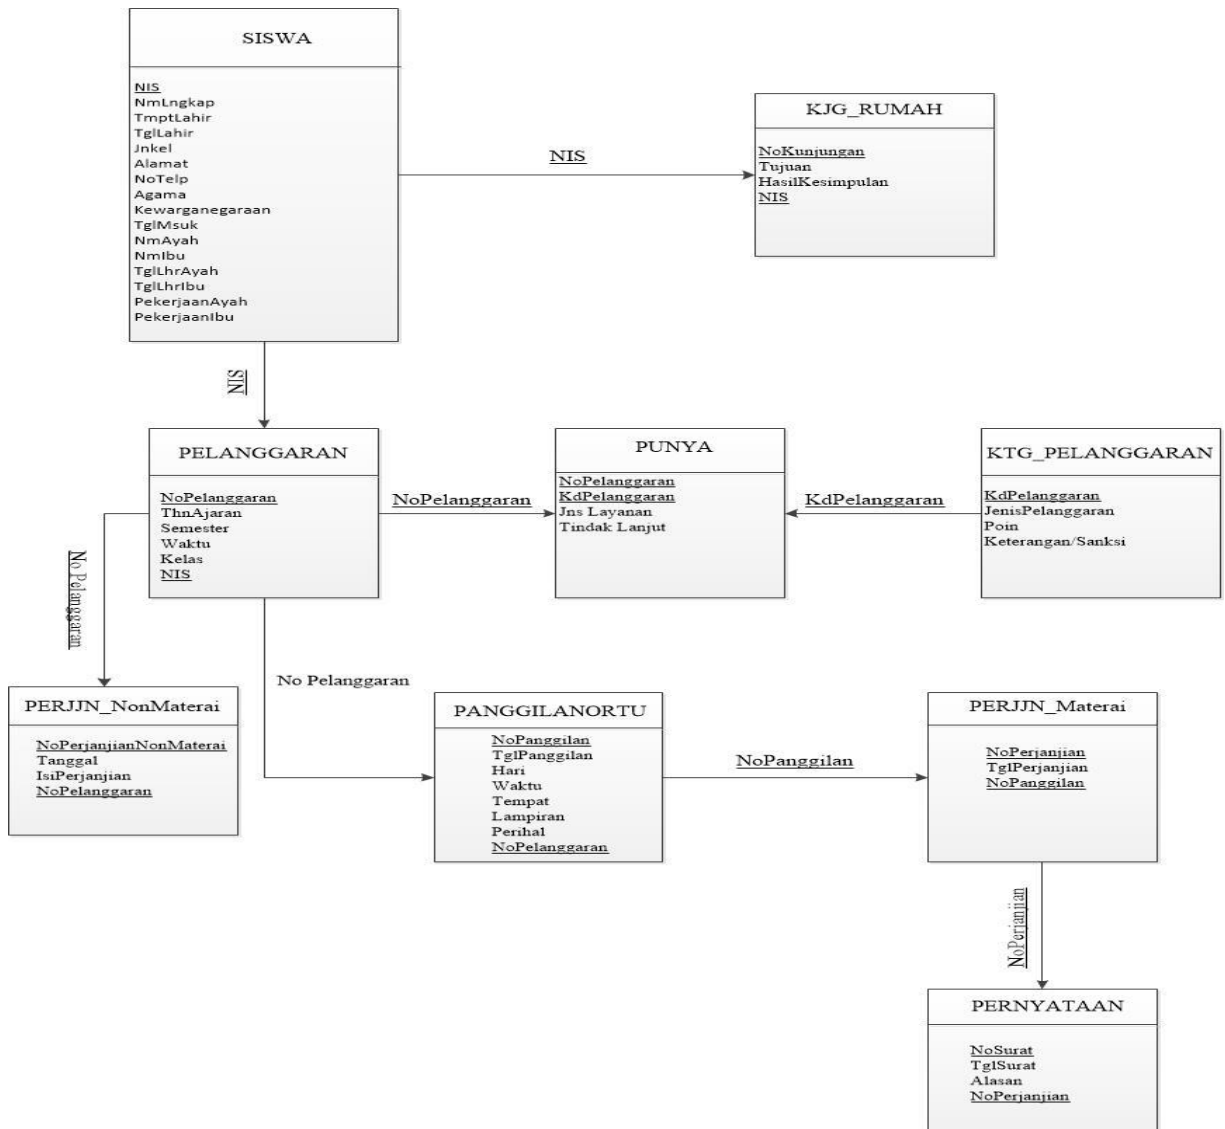 SISWA
NIS
NmLngkap
TmptLahir
TglLahir
Jnkel
Alamat
NoTelp
Agama
Kewarganegaraan
TglMsuk
NmAyah
NmIbu
TglLhrAyah
TglLhrIbu
PekerjaanAyah
PekerjaanIbu
NIS
KJG_RUMAH
NoKunjungan
Tujuan
HasilKesimpulan
NIS
NIS
PELANGGARAN
NoPelanggaran
ThnAjaran
Semester
Waktu
Kelas
NIS
NoPelanggaran
PUNYA
NoPelanggaran
KdPelanggaran
Jns Layanan
Tindak Lanjut
KdPelanggaran
KTG_PELANGGARAN
KdPelanggaran
JenisPelanggaran
Poin
Keterangan/Sanksi
No Pelanggaran
No Pelanggaran
PERJJN_NonMaterai
NoPerjanjianNonMaterai
Tanggal
IsiPerjanjian
NoPelanggaran
PANGGILANORTU
NoPanggilan
TglPanggilan
Hari
Waktu
Tempat
Lampiran
Perihal
NoPelanggaran
NoPanggilan
PERJJN_Materai
NoPerjanjian
TglPerjanjian
NoPanggilan
NoPerjanjian
PERNYATAAN
NoSurat
TglSurat
Alasan
NoPerjanjian